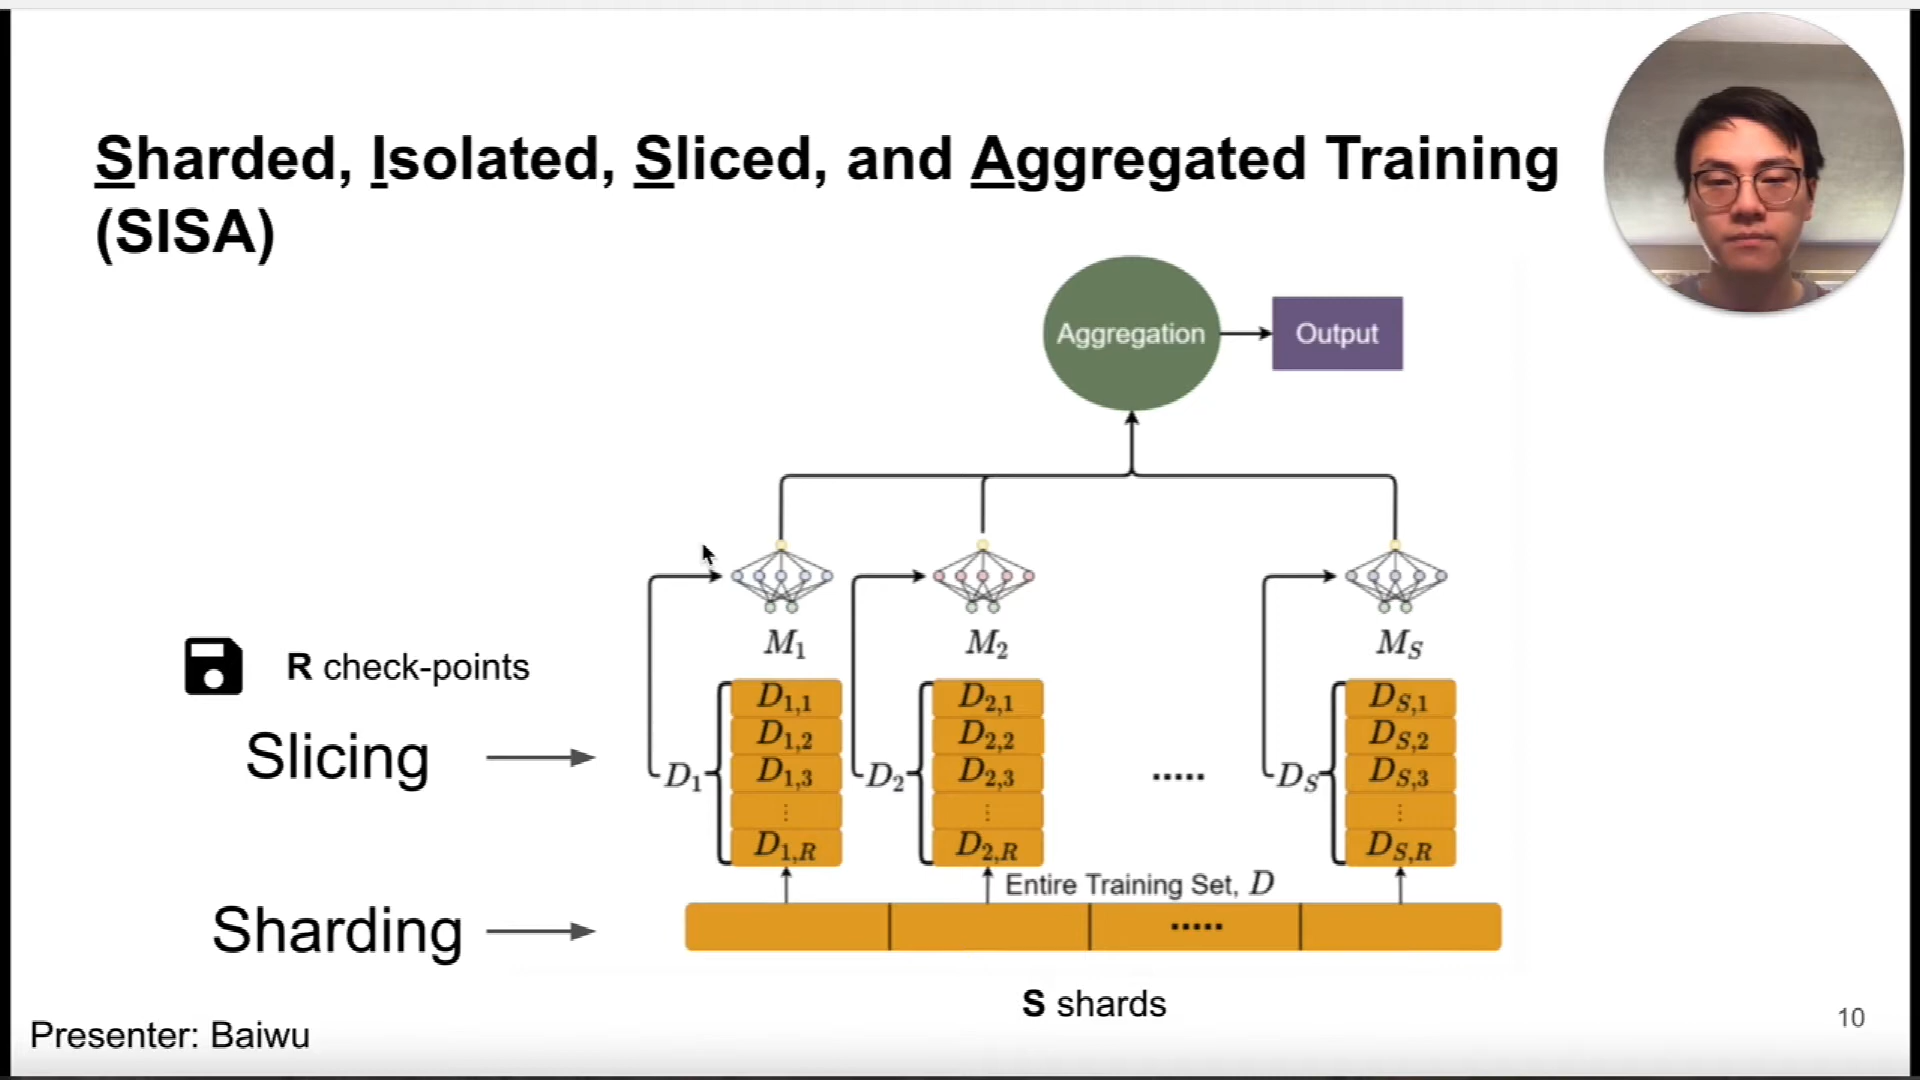 Sharded, Isolated, Sliced, and Aggregated Training
(SISA)
Aggregation
Output
M₁
M₂
M_S
R check-points
Slicing
D₁
D₁,₁
D₁,₂
D₁,₃
⋮
D₁,R
D₂
D₂,₁
D₂,₂
D₂,₃
⋮
D₂,R
.....
D_S
D_S,₁
D_S,₂
D_S,₃
⋮
D_S,R
Entire Training Set, D
Sharding
.....
S shards
Presenter: Baiwu
10